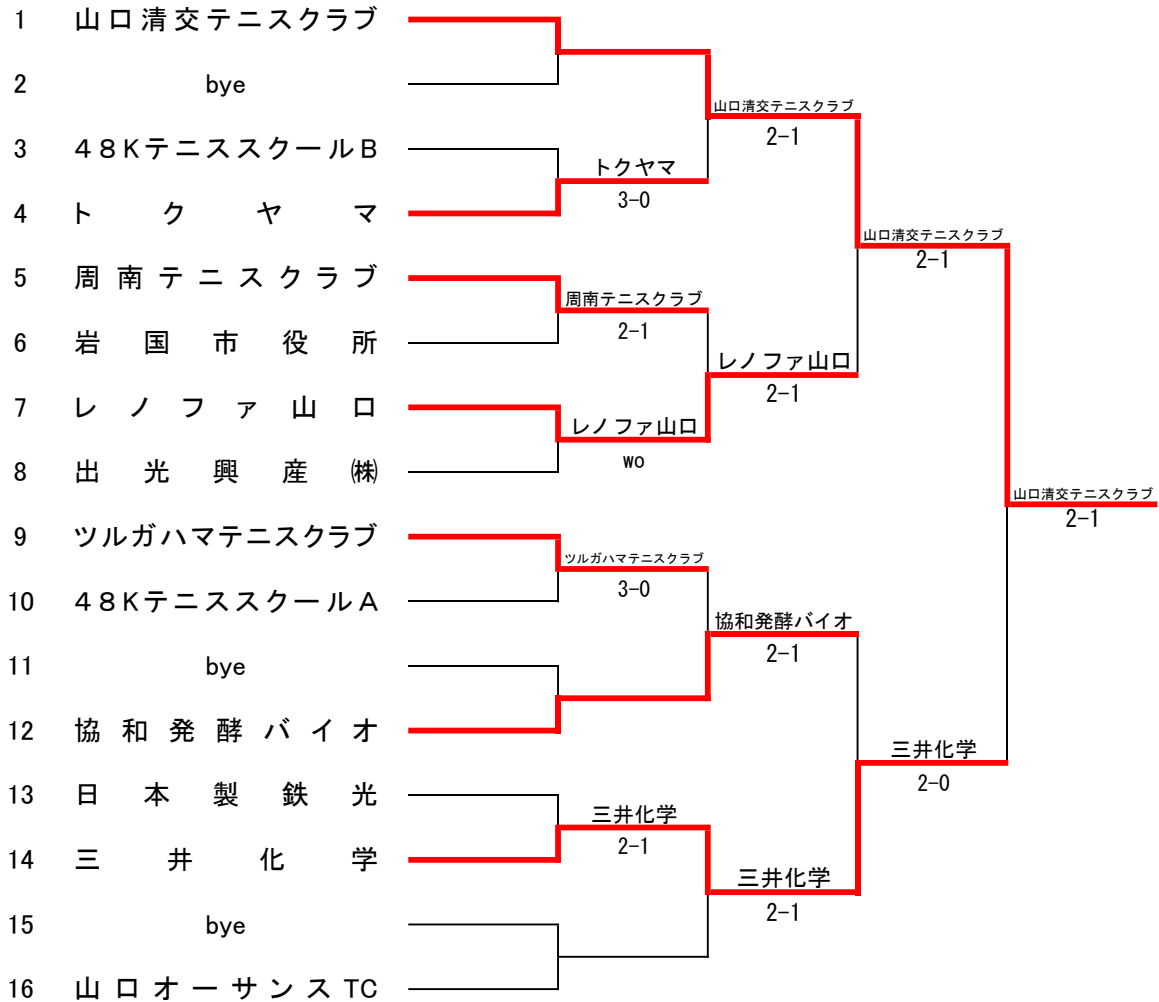 1 山口清交テニスクラブ
2 bye
3 48KテニススクールB
4 トクヤマ
5 周南テニスクラブ
6 岩国市役所
7 レノファ山口
8 出光興産㈱
9 ツルガハマテニスクラブ
10 48KテニススクールA
11 bye
12 協和発酵バイオ
13 日本製鉄光
14 三井化学
15 bye
16 山口オーサンスTC
トクヤマ
3-0
周南テニスクラブ
2-1
レノファ山口
wo
ツルガハマテニスクラブ
3-0
三井化学
2-1
山口清交テニスクラブ
2-1
レノファ山口
2-1
協和発酵バイオ
2-1
三井化学
2-1
山口清交テニスクラブ
2-1
三井化学
2-0
山口清交テニスクラブ
2-1